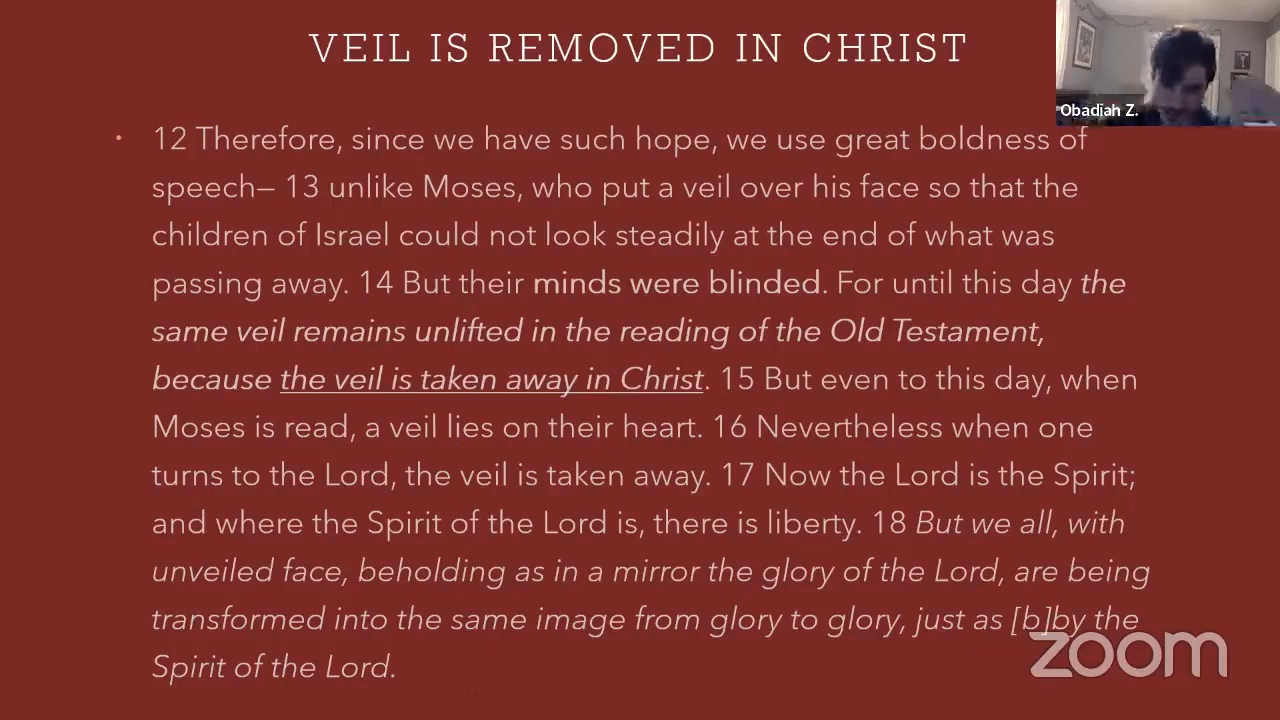 VEIL IS REMOVED IN CHRIST
Obadiah Z.
• 12 Therefore, since we have such hope, we use great boldness of
speech— 13 unlike Moses, who put a veil over his face so that the
children of Israel could not look steadily at the end of what was
passing away. 14 But their minds were blinded. For until this day the
same veil remains unlifted in the reading of the Old Testament,
because the veil is taken away in Christ. 15 But even to this day, when
Moses is read, a veil lies on their heart. 16 Nevertheless when one
turns to the Lord, the veil is taken away. 17 Now the Lord is the Spirit;
and where the Spirit of the Lord is, there is liberty. 18 But we all, with
unveiled face, beholding as in a mirror the glory of the Lord, are being
transformed into the same image from glory to glory, just as [b]by the
Spirit of the Lord.
zoom